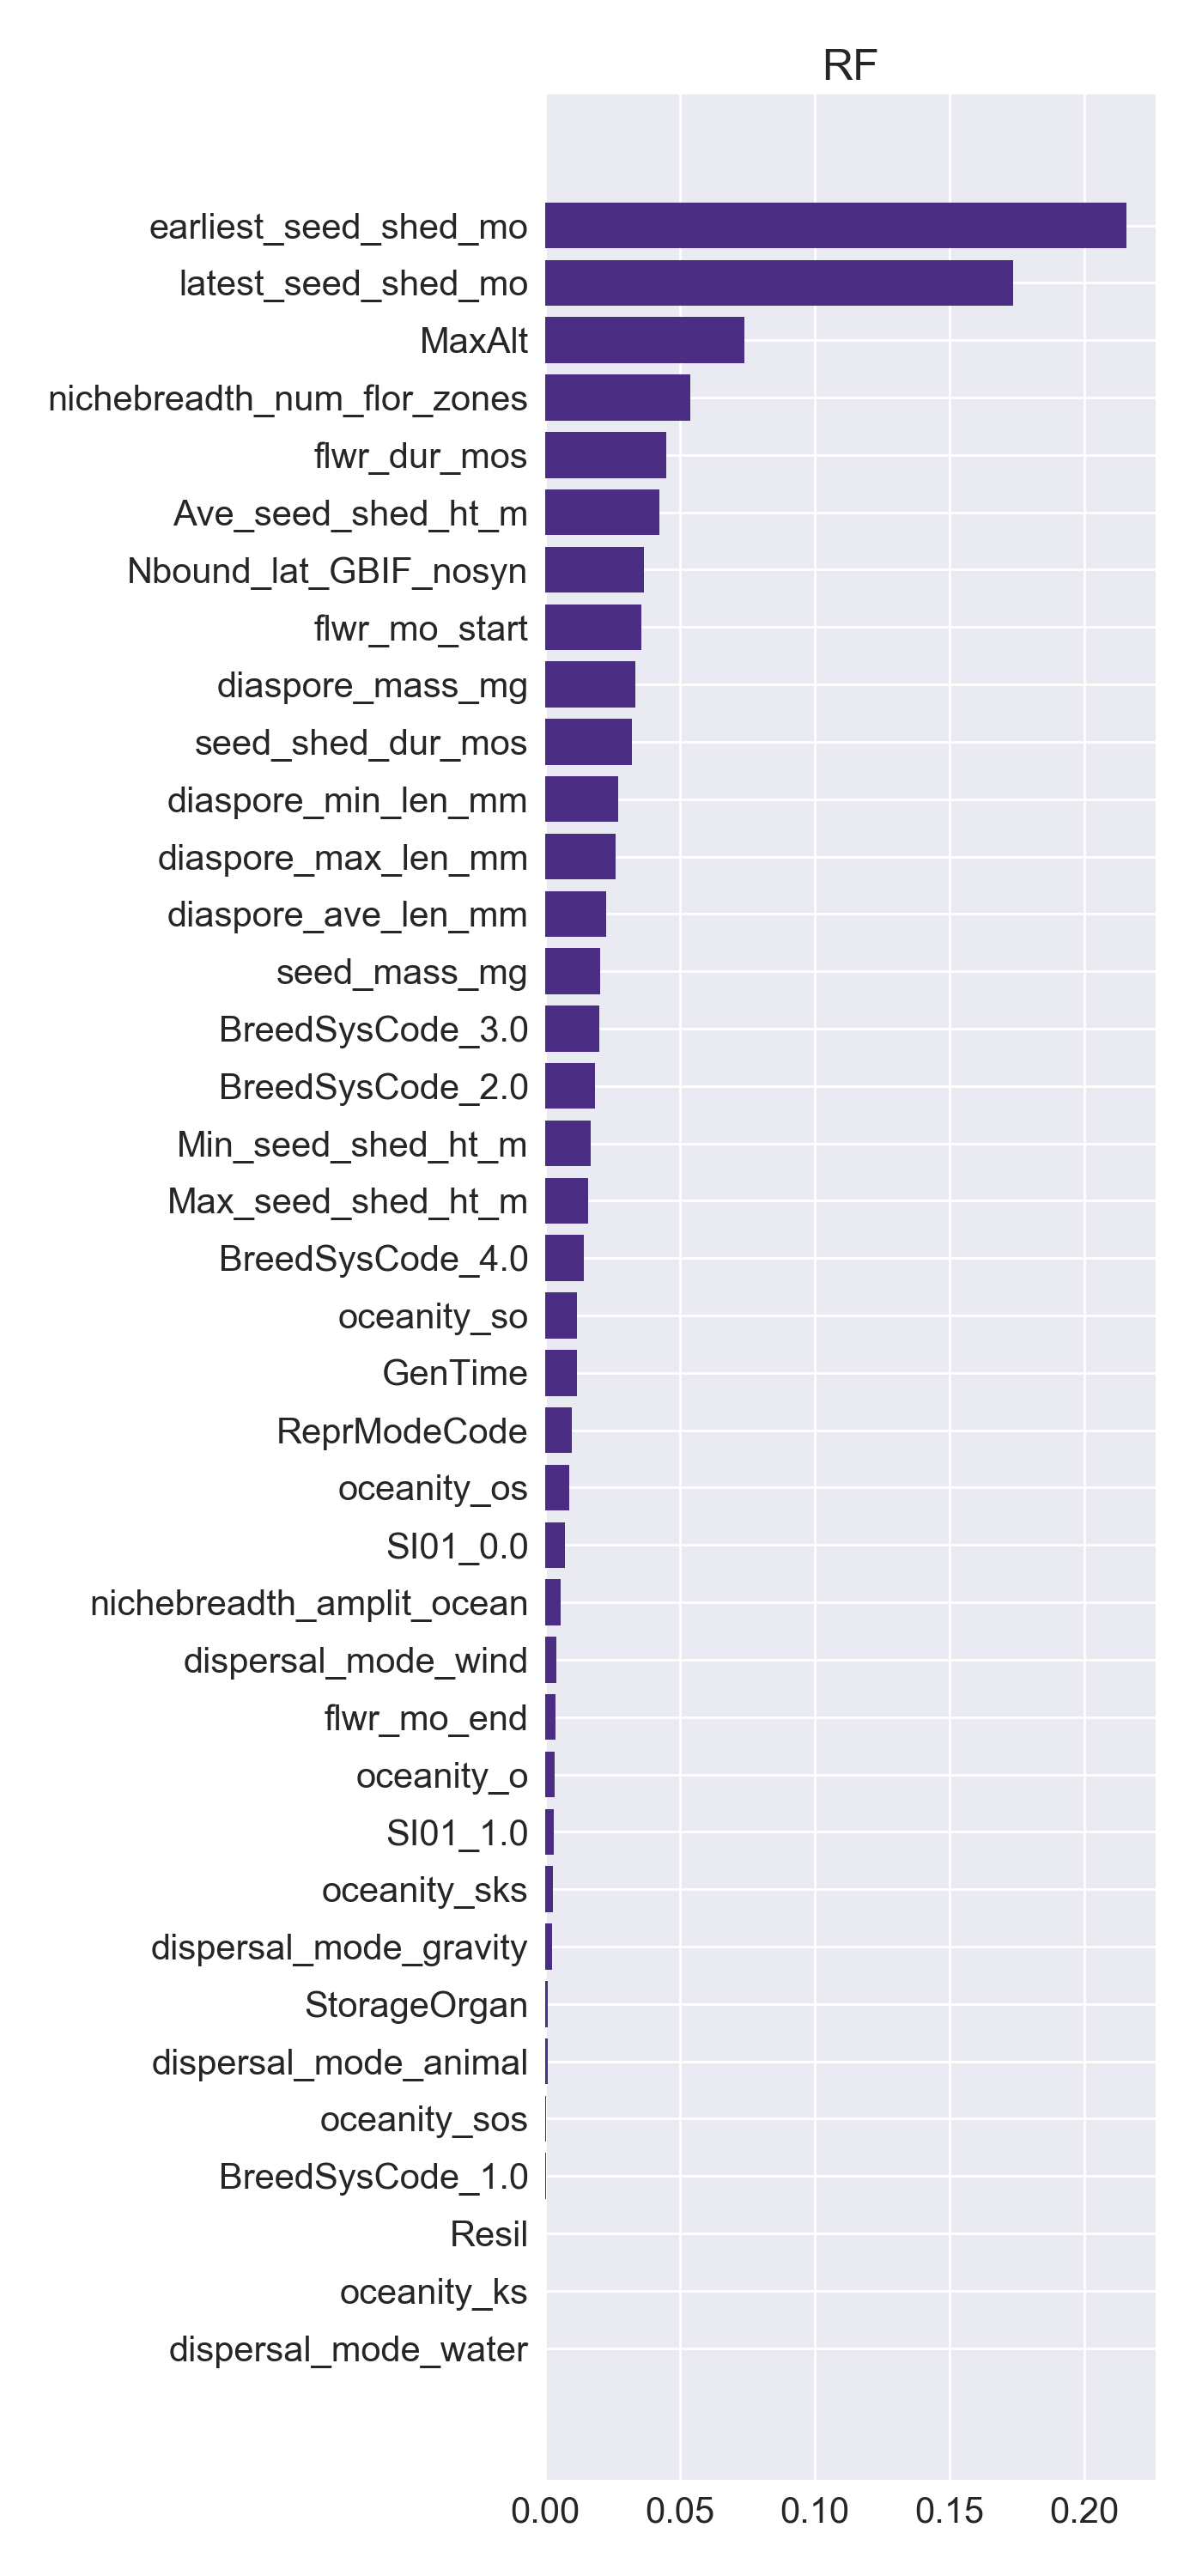 RF
earliest_seed_shed_mo
latest_seed_shed_mo
MaxAlt
nichebreadth_num_flor_zones
flwr_dur_mos
Ave_seed_shed_ht_m
Nbound_lat_GBIF_nosyn
flwr_mo_start
diaspore_mass_mg
seed_shed_dur_mos
diaspore_min_len_mm
diaspore_max_len_mm
diaspore_ave_len_mm
seed_mass_mg
BreedSysCode_3.0
BreedSysCode_2.0
Min_seed_shed_ht_m
Max_seed_shed_ht_m
BreedSysCode_4.0
oceanity_so
GenTime
ReprModeCode
oceanity_os
SI01_0.0
nichebreadth_amplit_ocean
dispersal_mode_wind
flwr_mo_end
oceanity_o
SI01_1.0
oceanity_sks
dispersal_mode_gravity
StorageOrgan
dispersal_mode_animal
oceanity_sos
BreedSysCode_1.0
Resil
oceanity_ks
dispersal_mode_water
0.00 0.05 0.10 0.15 0.20